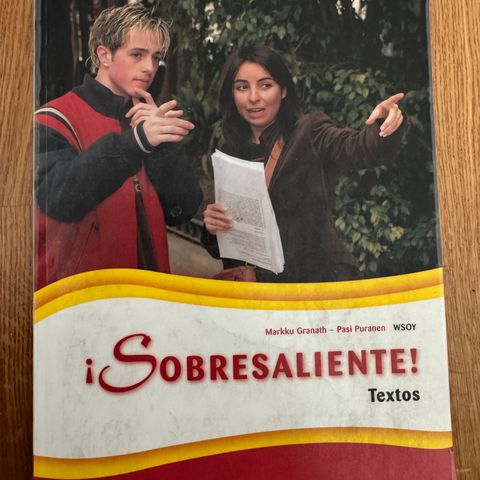 Markku Granath – Pasi Puranen WSOY
¡SOBRESALIENTE!
Textos